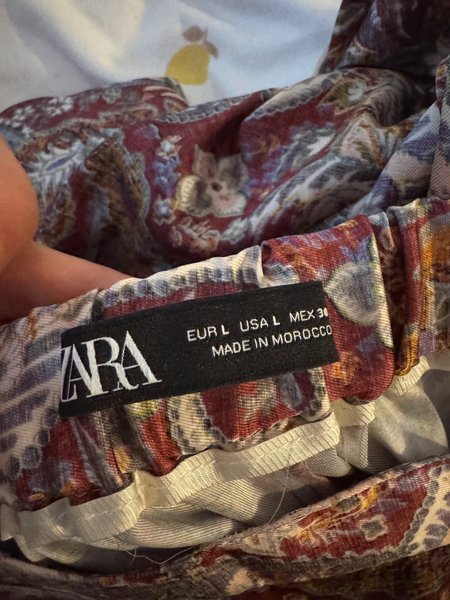 ZARA
EUR L USA L MEX 30
MADE IN MOROCCO